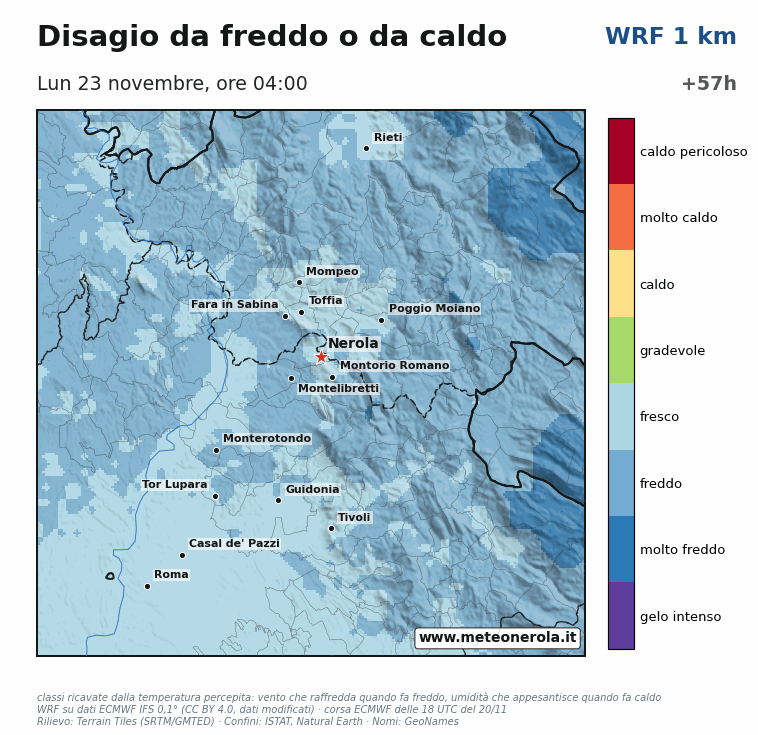 Disagio da freddo o da caldo
WRF 1 km
Lun 23 novembre, ore 04:00
+57h
Rieti
Mompeo
Toffia
Fara in Sabina
Poggio Moiano
Nerola
Montorio Romano
Montelibretti
Monterotondo
Tor Lupara
Guidonia
Tivoli
Casal de' Pazzi
Roma
www.meteonerola.it
caldo pericoloso
molto caldo
caldo
gradevole
fresco
freddo
molto freddo
gelo intenso
classi ricavate dalla temperatura percepita: vento che raffredda quando fa freddo, umidità che appesantisce quando fa caldo
WRF su dati ECMWF IFS 0,1° (CC BY 4.0, dati modificati) · corsa ECMWF delle 18 UTC del 20/11
Rilievo: Terrain Tiles (SRTM/GMTED) · Confini: ISTAT, Natural Earth · Nomi: GeoNames